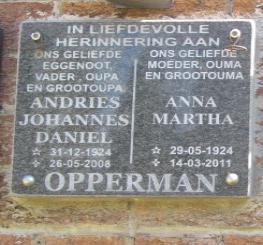 IN LIEFDEVOLLE
HERINNERING AAN
ONS GELIEFDE
EGGENOOT,
VADER, OUPA
EN GROOTOUPA
ANDRIES
JOHANNES
DANIEL
☆ 31-12-1924
✞ 26-05-2008
ONS GELIEFDE
MOEDER, OUMA
EN GROOTOUMA
ANNA
MARTHA
☆ 29-05-1924
✞ 14-03-2011
OPPERMAN